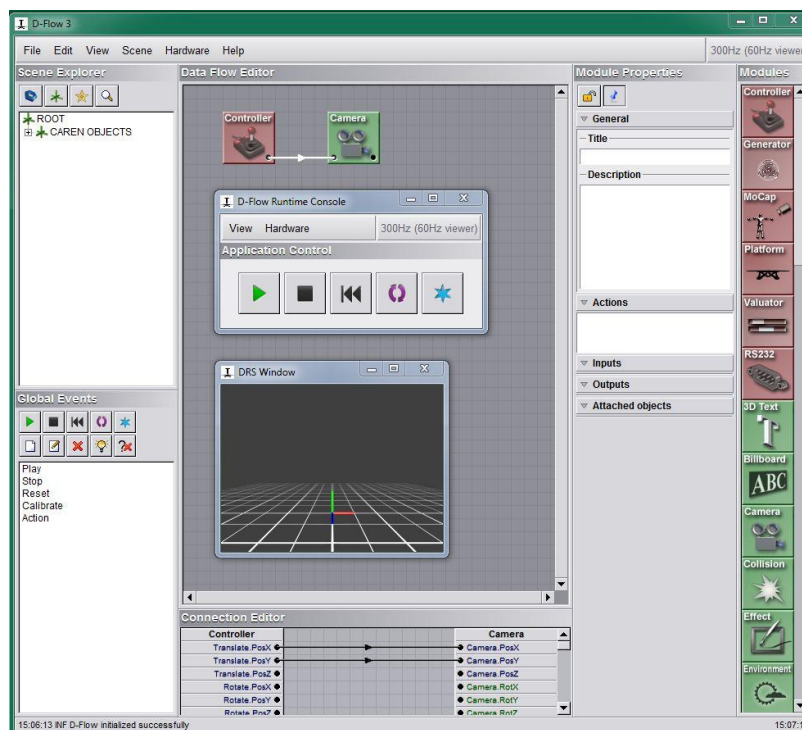 D-Flow 3
File Edit View Scene Hardware Help
300Hz (60Hz viewer
Scene Explorer
ROOT
CAREN OBJECTS
Global Events
Play
Stop
Reset
Calibrate
Action
Data Flow Editor
Controller
Camera
D-Flow Runtime Console
View Hardware
300Hz (60Hz viewer)
Application Control
DRS Window
Connection Editor
Controller Camera
Translate.PosX Camera.PosX
Translate.PosY Camera.PosY
Translate.PosZ Camera.PosZ
Rotate.PosX Camera.RotX
Rotate.PosY Camera.RotY
Rotate.PosZ Camera.RotZ
Module Properties
General
Title
Description
Actions
Inputs
Outputs
Attached objects
Modules
Controller
Generator
MoCap
Platform
Valuator
RS232
3D Text
T
Billboard
ABC
Camera
Collision
Effect
Environment
15:06:13 INF D-Flow initialized successfully
15:07:1